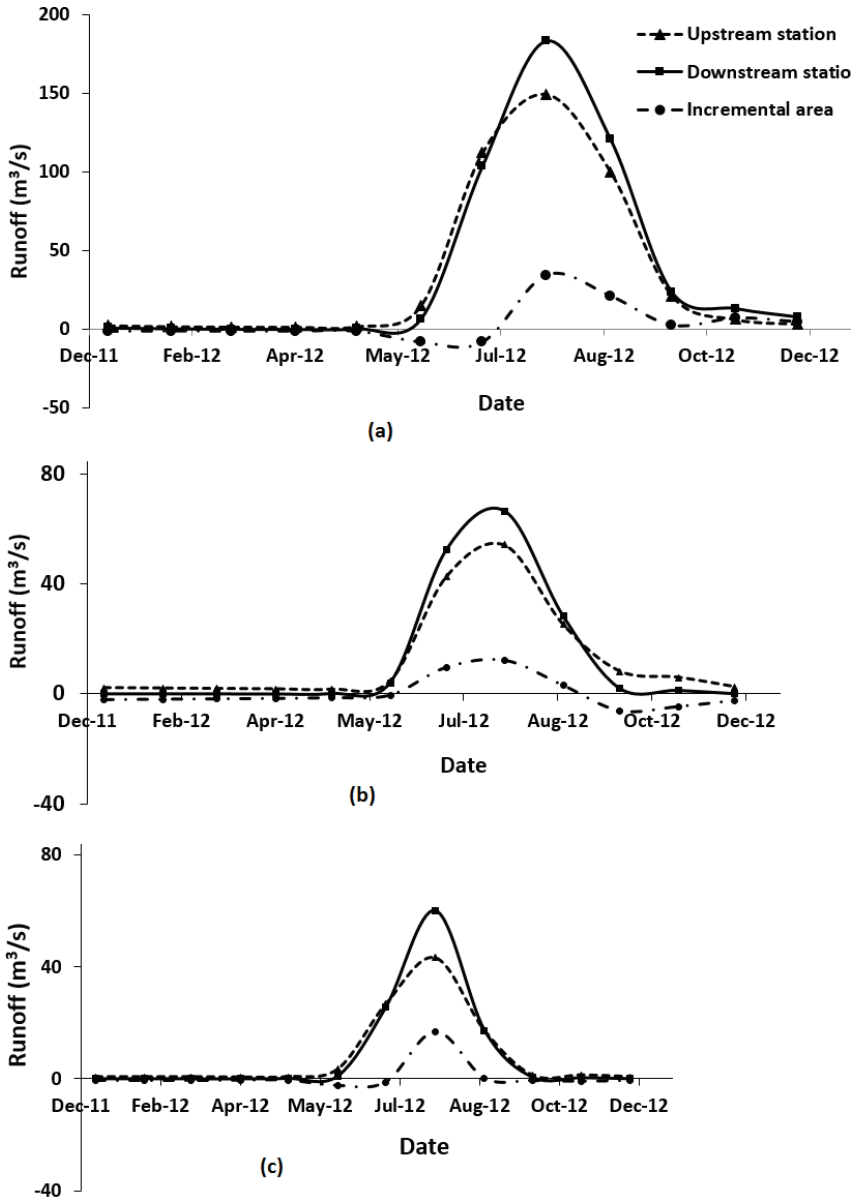 200
150
100
50
0
-50
Runoff (m³/s)
Upstream station
Downstream statio
Incremental area
Dec-11 Feb-12 Apr-12 May-12 Jul-12 Aug-12 Oct-12 Dec-12
Date
(a)
80
40
0
-40
Runoff (m³/s)
Dec-11 Feb-12 Apr-12 May-12 Jul-12 Aug-12 Oct-12 Dec-12
Date
(b)
80
40
0
-40
Runoff (m³/s)
Dec-11 Feb-12 Apr-12 May-12 Jul-12 Aug-12 Oct-12 Dec-12
Date
(c)